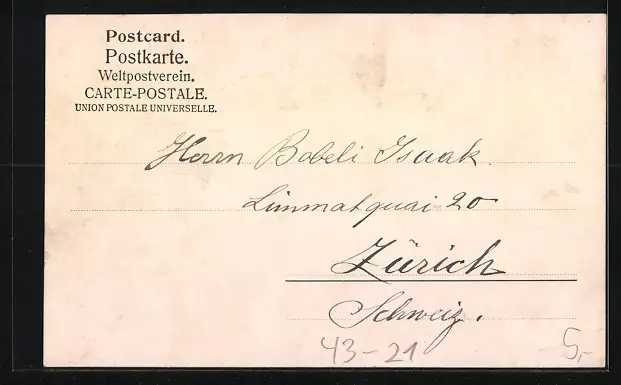 Postcard.
Postkarte.
Weltpostverein.
CARTE-POSTALE.
UNION POSTALE UNIVERSELLE.
Herrn Bobeli Isaak.
Limmatquai 20
Zürich
Schweiz.
43-21
5,-